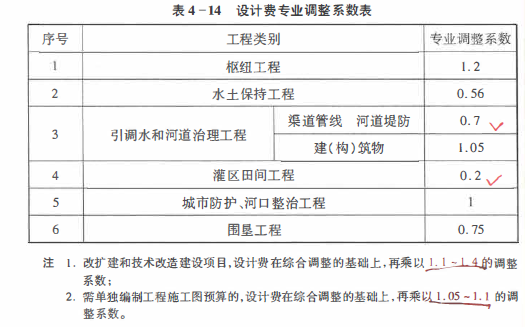 表 4-14 设计费专业调整系数表
序号 工程类别 专业调整系数
1 枢纽工程 1.2
2 水土保持工程 0.56
3 引调水和河道治理工程 渠道管线 河道堤防 0.7
建(构)筑物 1.05
4 灌区田间工程 0.2
5 城市防护、河口整治工程 1
6 围垦工程 0.75
注 1. 改扩建和技术改造建设项目,设计费在综合调整的基础上,再乘以 1.1~1.4 的调整
系数;
2. 需单独编制工程施工图预算的,设计费在综合调整的基础上,再乘以 1.05~1.1 的调
整系数。